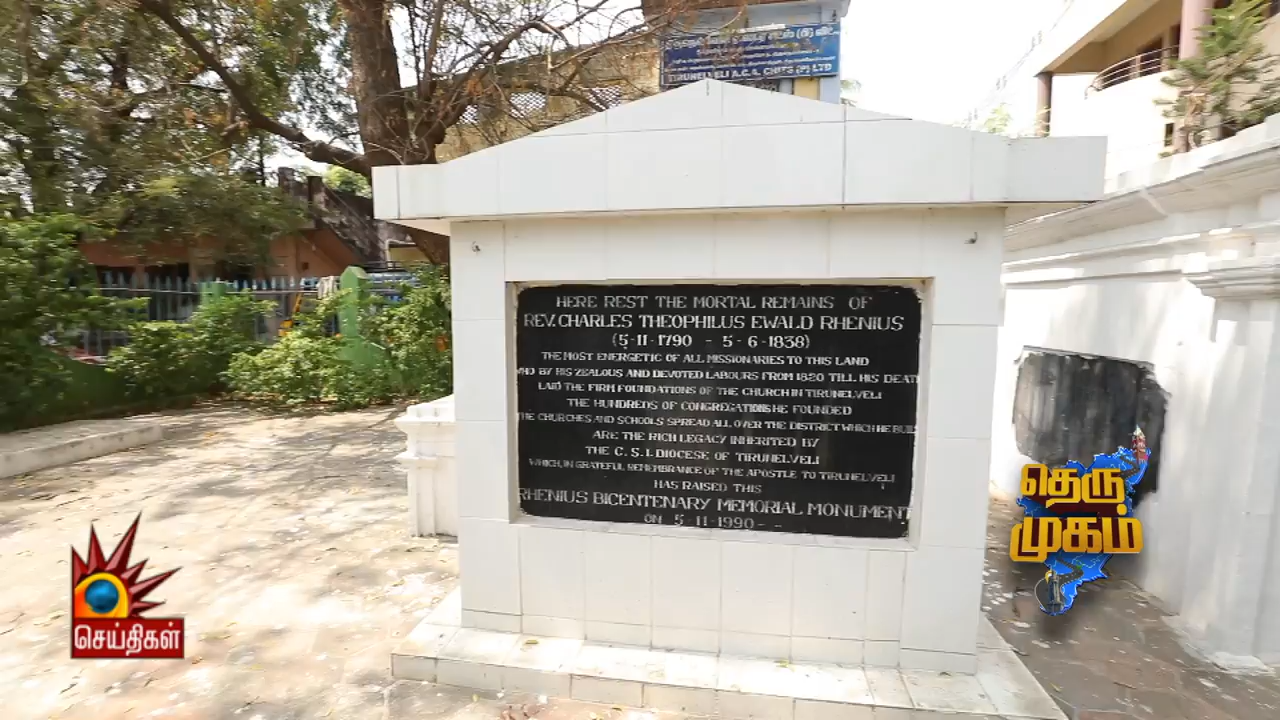 TIRUNELVELI A.C.A. CHITS (P) LTD
HERE REST THE MORTAL REMAINS OF
REV. CHARLES THEOPHILUS EWALD RHENIUS
(5-11-1790 - 5-6-1838)
THE MOST ENERGETIC OF ALL MISSIONARIES TO THIS LAND
WHO BY HIS ZEALOUS AND DEVOTED LABOURS FROM 1820 TILL HIS DEATH
LAID THE FIRM FOUNDATIONS OF THE CHURCH IN TIRUNELVELI
THE HUNDREDS OF CONGREGATIONS HE FOUNDED
THE CHURCHES AND SCHOOLS SPREAD ALL OVER THE DISTRICT WHICH HE BUIL
ARE THE RICH LEGACY INHERITED BY
THE C.S.I. DIOCESE OF TIRUNELVELI
WHICH, IN GRATEFUL REMEMBRANCE OF THE APOSTLE TO TIRUNELVELI
HAS RAISED THIS
RHENIUS BICENTENARY MEMORIAL MONUMENT
ON 5-11-1990 - -
தெரு
முகம்
செய்திகள்